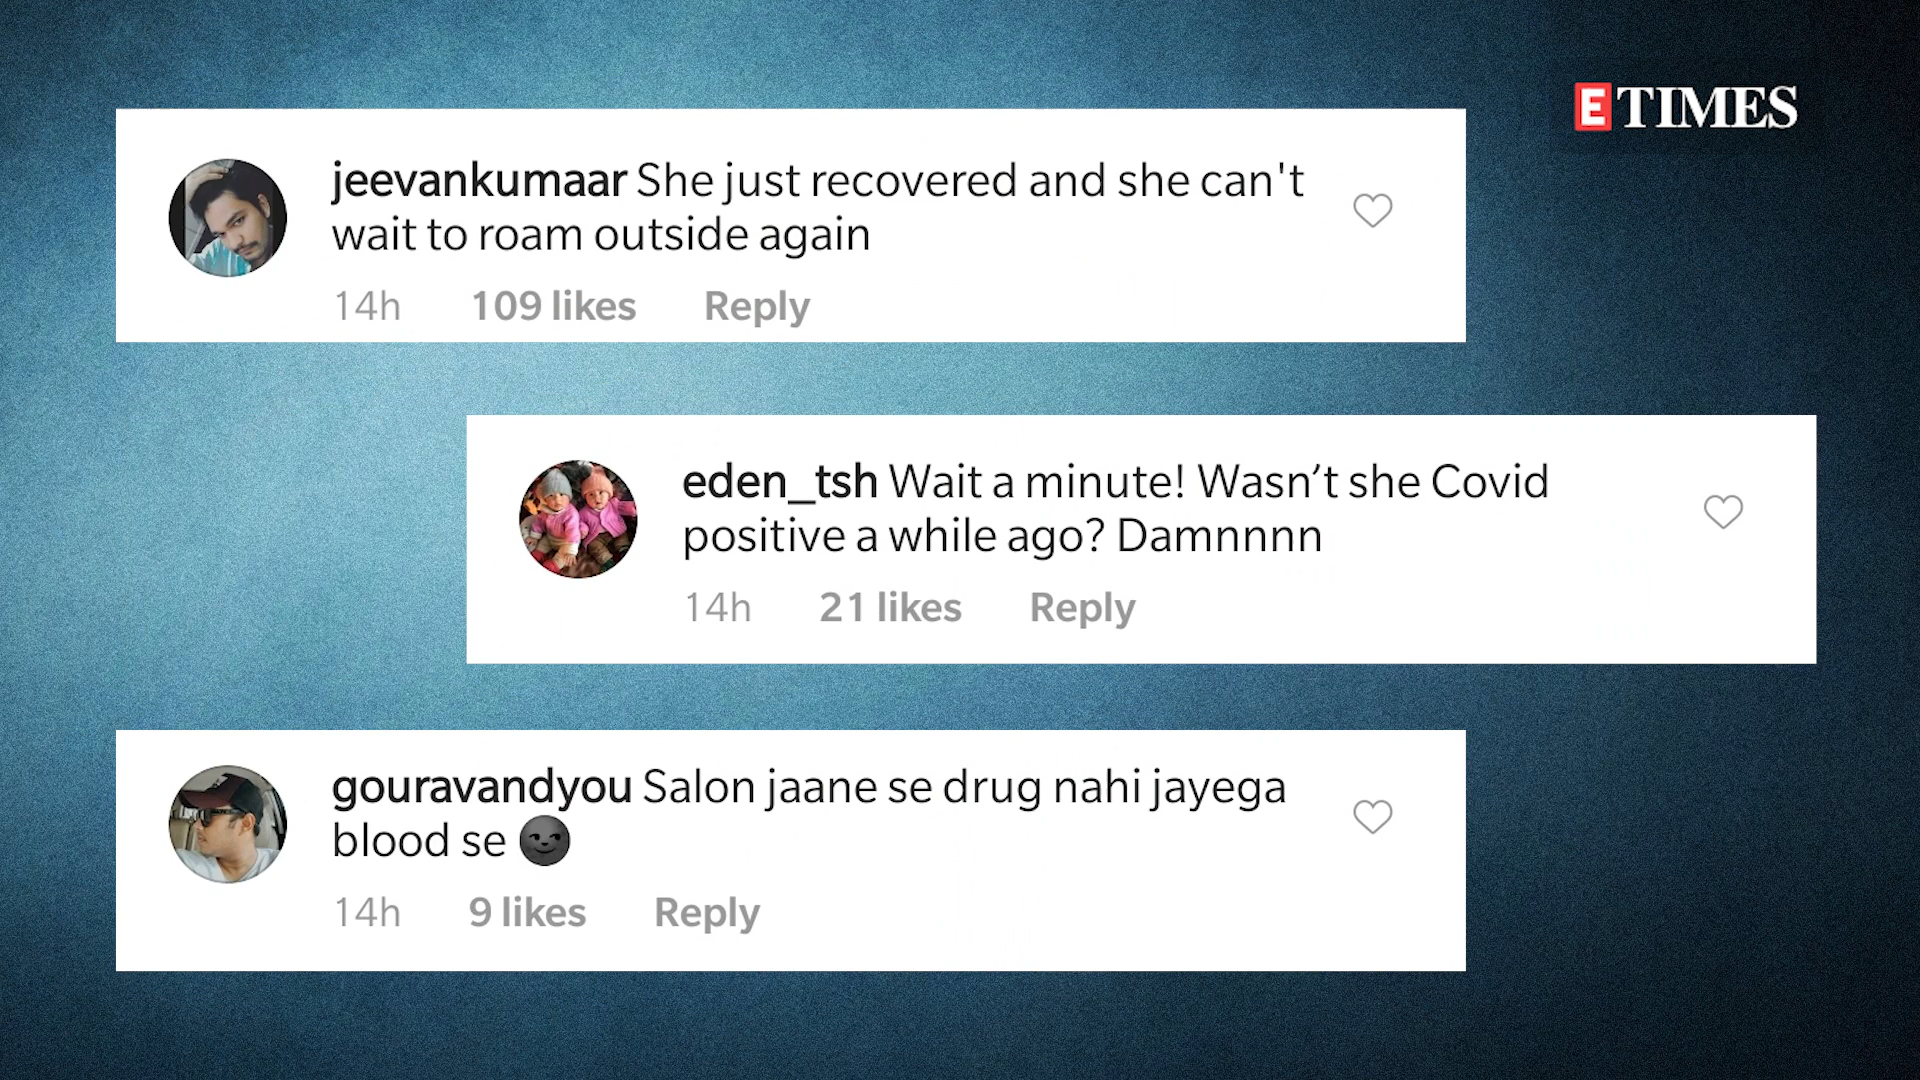 ETIMES
jeevankumaar She just recovered and she can't
wait to roam outside again
14h 109 likes Reply
eden_tsh Wait a minute! Wasn’t she Covid
positive a while ago? Damnnnn
14h 21 likes Reply
gouravandyou Salon jaane se drug nahi jayega
blood se 🌚
14h 9 likes Reply